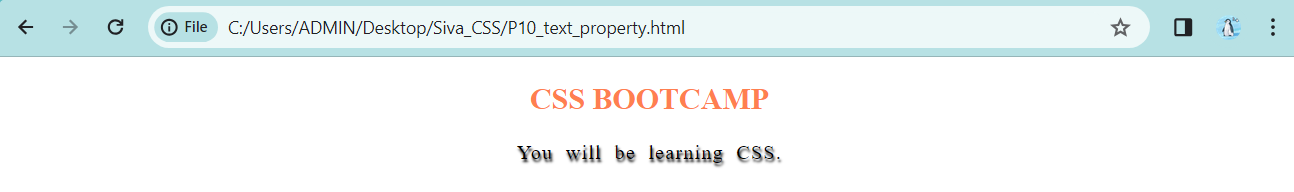 File C:/Users/ADMIN/Desktop/Siva_CSS/P10_text_property.html
CSS BOOTCAMP
You will be learning CSS.